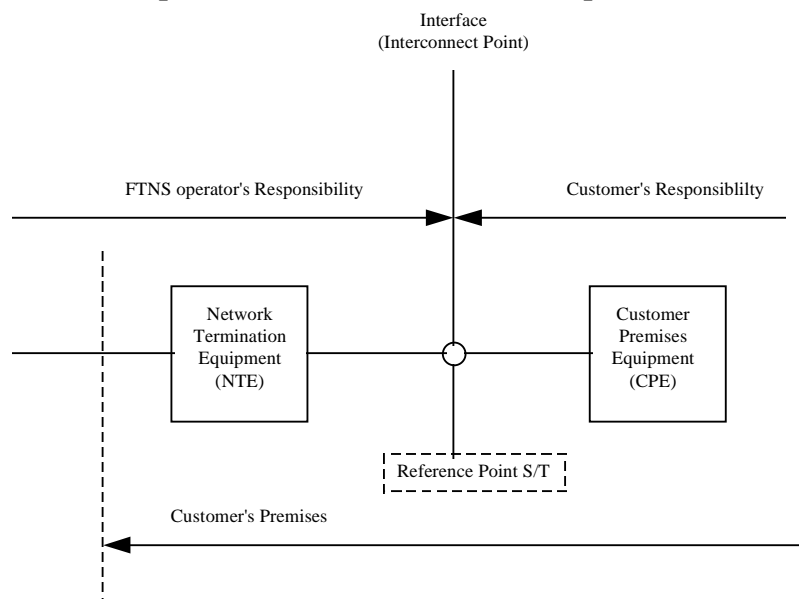 Interface
(Interconnect Point)
FTNS operator's Responsibility
Customer's Responsiblilty
Network
Termination
Equipment
(NTE)
Customer
Premises
Equipment
(CPE)
Reference Point S/T
Customer's Premises